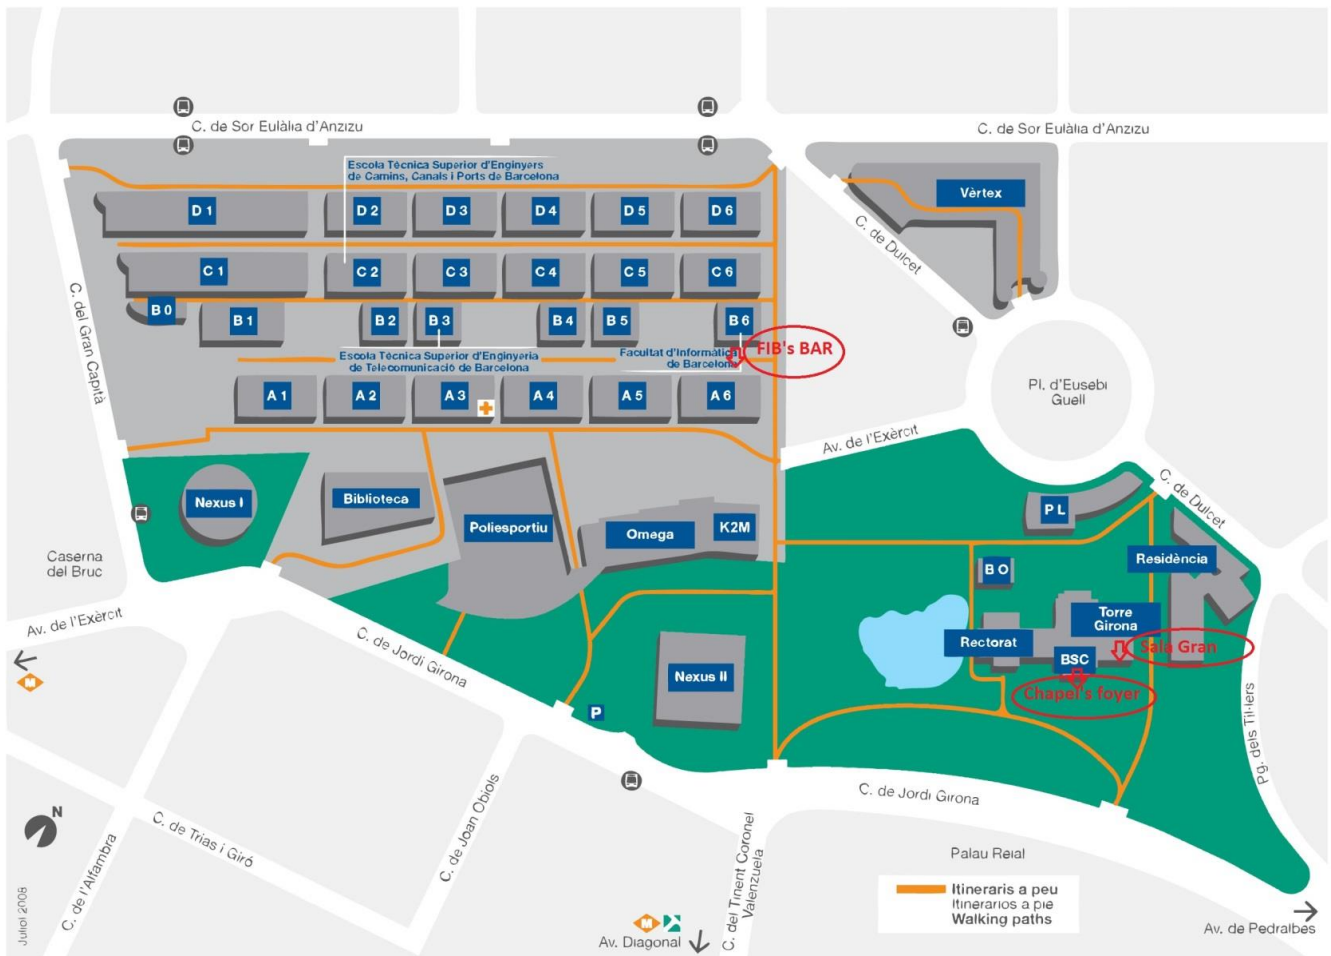 C. de Sor Eulàlia d'Anzizu
C. de Sor Eulàlia d'Anzizu
Escola Tècnica Superior d'Enginyers
de Camins, Canals i Ports de Barcelona
Vèrtex
D 1
D 2
D 3
D 4
D 5
D 6
C. de Dulcet
C 1
C 2
C 3
C 4
C 5
C 6
C. del Gran Capità
B 0
B 1
B 2
B 3
B 4
B 5
B 6
FIB's BAR
Escola Tècnica Superior d'Enginyeria
de Telecomunicació de Barcelona
Facultat d'Informàtica
de Barcelona
Pl. d'Eusebi
Guell
A 1
A 2
A 3
A 4
A 5
A 6
Av. de l'Exèrcit
Nexus I
Biblioteca
Poliesportiu
Omega
K2M
P L
C. de Dulcet
Caserna
del Bruc
Residència
B O
Av. de l'Exèrcit
M
C. de Jordi Girona
Torre
Girona
Rectorat
BSC
Sala Gran
Chapel's foyer
Nexus II
P
Pg. dels Til·lers
C. de Jordi Girona
N
C. de Trias i Giró
C. de Joan Obiols
C. de l'Alfambra
C. del Tinent Coronel
Valenzuela
Palau Reial
Itineraris a peu
Itinerarios a pie
Walking paths
Juliol 2008
M
Av. Diagonal
Av. de Pedralbes